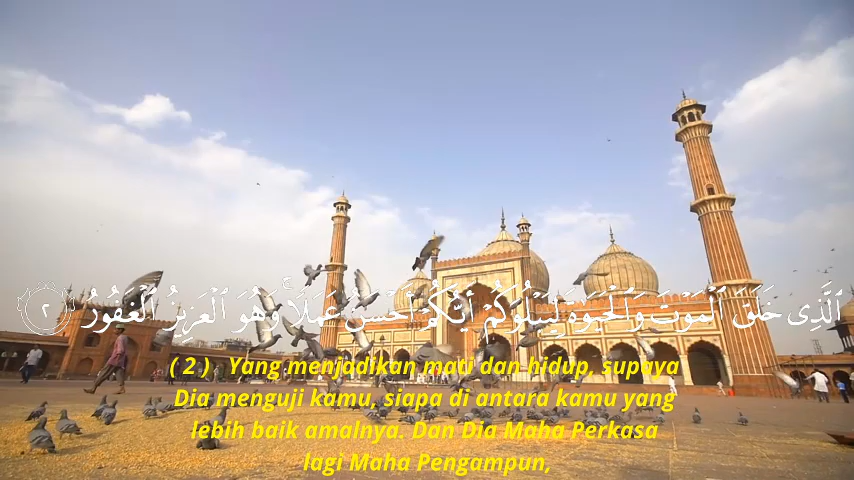 ٱلَّذِى خَلَقَ ٱلْمَوْتَ وَٱلْحَيَوٰةَ لِيَبْلُوَكُمْ أَيُّكُمْ أَحْسَنُ عَمَلًا ۚ وَهُوَ ٱلْعَزِيزُ ٱلْغَفُورُ ٢
( 2 ) Yang menjadikan mati dan hidup, supaya
Dia menguji kamu, siapa di antara kamu yang
lebih baik amalnya. Dan Dia Maha Perkasa
lagi Maha Pengampun,